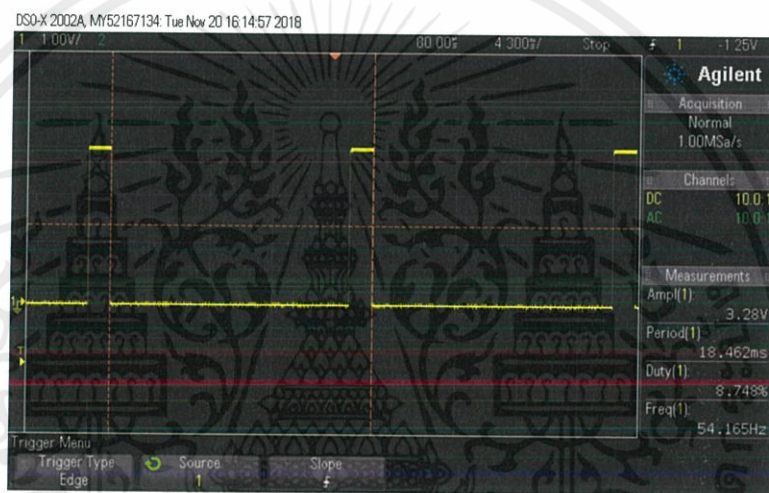 DSO-X 2002A, MY52167134: Tue Nov 20 16:14:57 2018
1 1.00V/ 2 80.00s 4.300s/ Stop 1 -1.25V
Agilent
Acquisition
Normal
1.00MSa/s
Channels
DC 10.0:1
AC 10.0:1
Measurements
Ampl(1):
3.28V
Period(1):
18.462ms
Duty(1):
8.748%
Freq(1):
54.165Hz
Trigger Menu
Trigger Type Source Slope
Edge 1